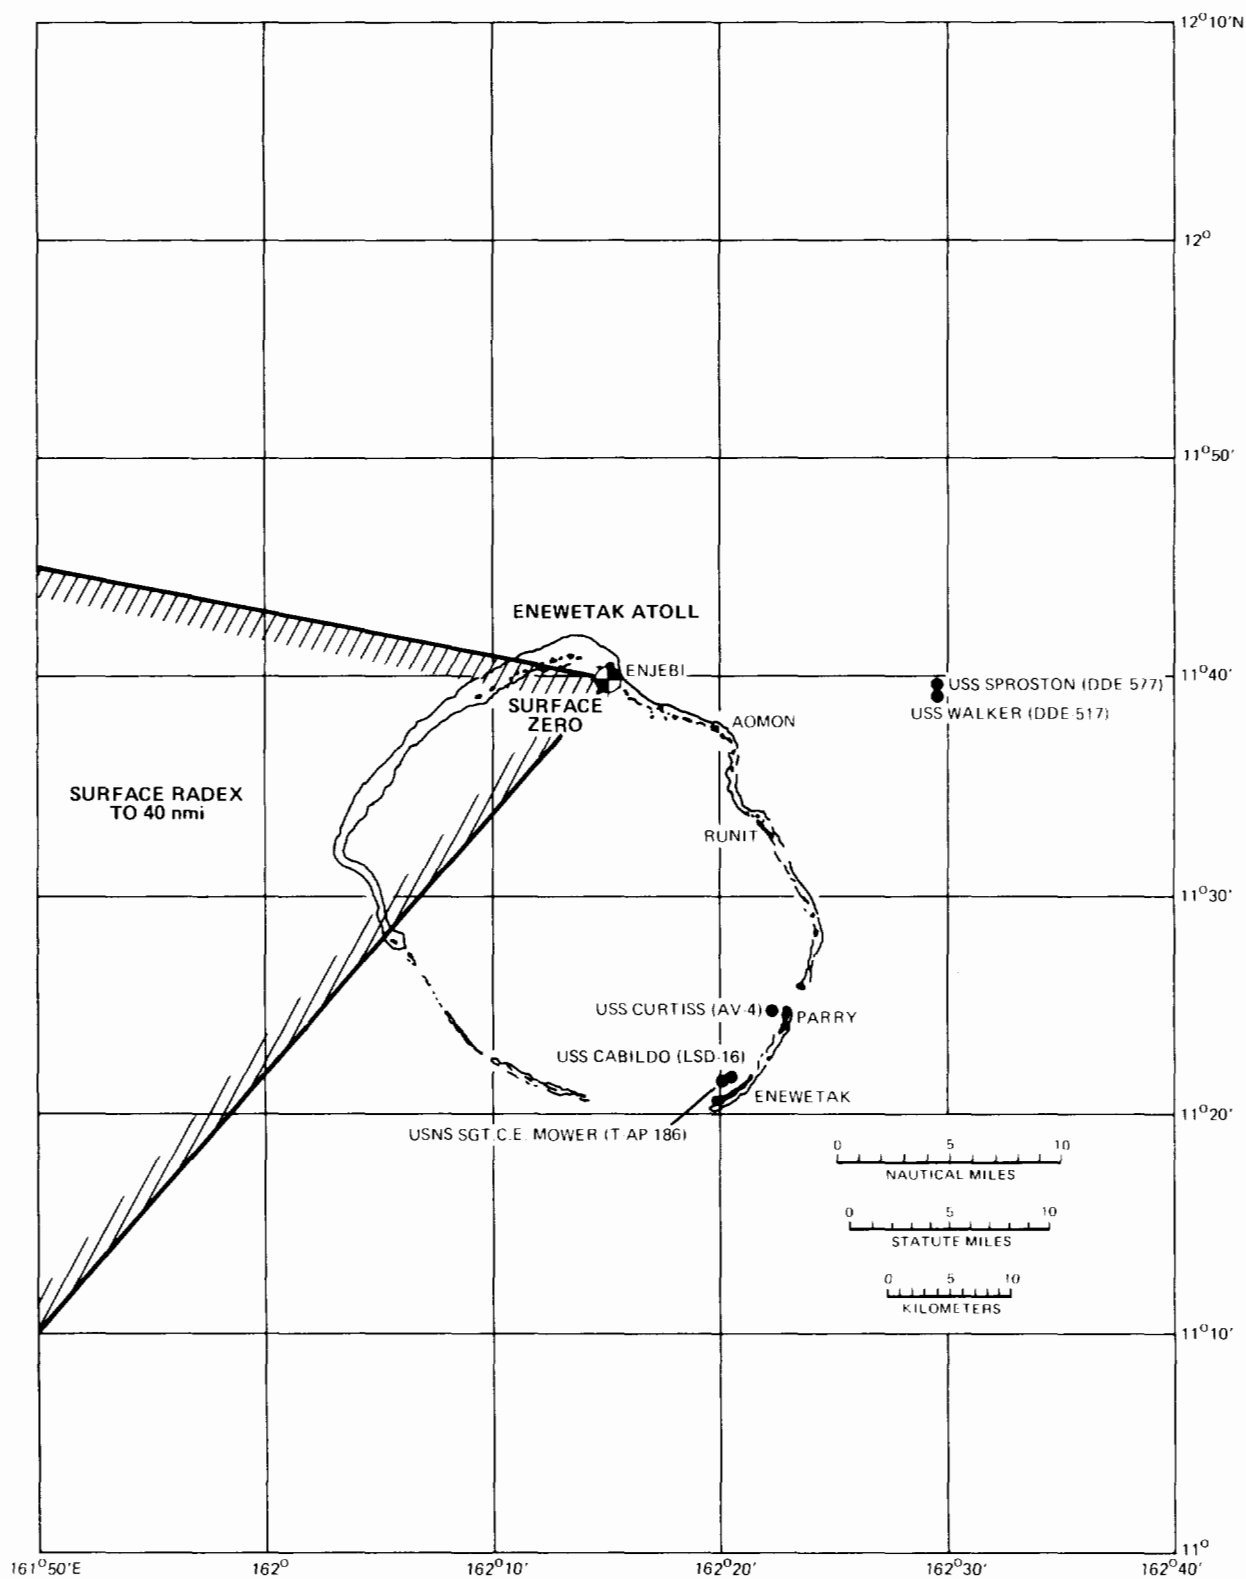 12°10'N
12°
11°50'
ENEWETAK ATOLL
ENJEBI
11°40'
USS SPROSTON (DDE 577)
SURFACE
ZERO
USS WALKER (DDE-517)
AOMON
SURFACE RADEX
TO 40 nmi
RUNIT
11°30'
USS CURTISS (AV-4)
PARRY
USS CABILDO (LSD-16)
ENEWETAK
11°20'
USNS SGT.C.E. MOWER (T-AP 186)
0 5 10
NAUTICAL MILES
0 5 10
STATUTE MILES
0 5 10
KILOMETERS
11°10'
11°
161°50'E 162° 162°10' 162°20' 162°30' 162°40'